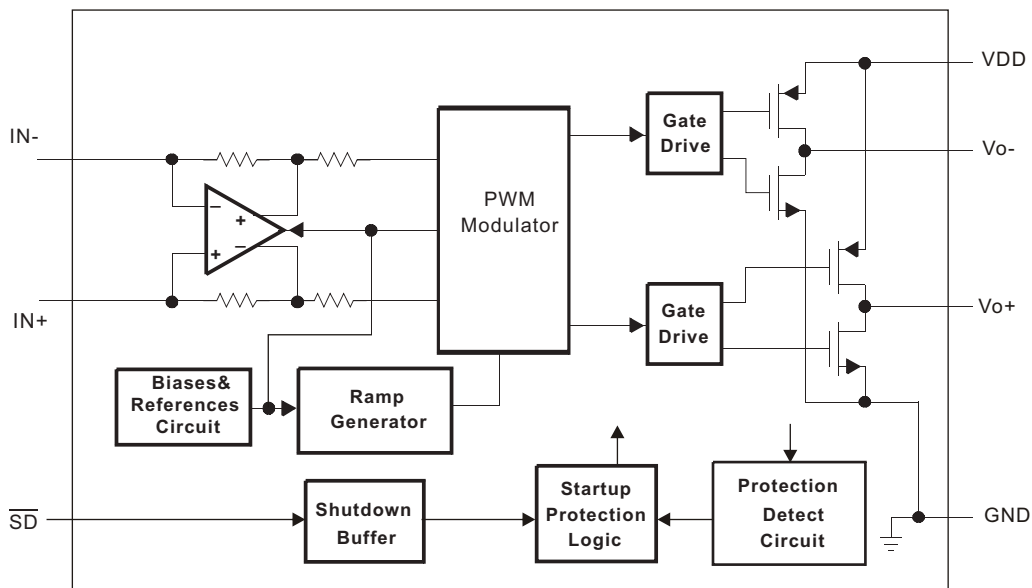 VDD
IN-
Gate
Drive
Vo-
PWM
Modulator
−
+
+
−
IN+
Gate
Drive
Vo+
Biases&
References
Circuit
Ramp
Generator
SD
Shutdown
Buffer
Startup
Protection
Logic
Protection
Detect
Circuit
GND